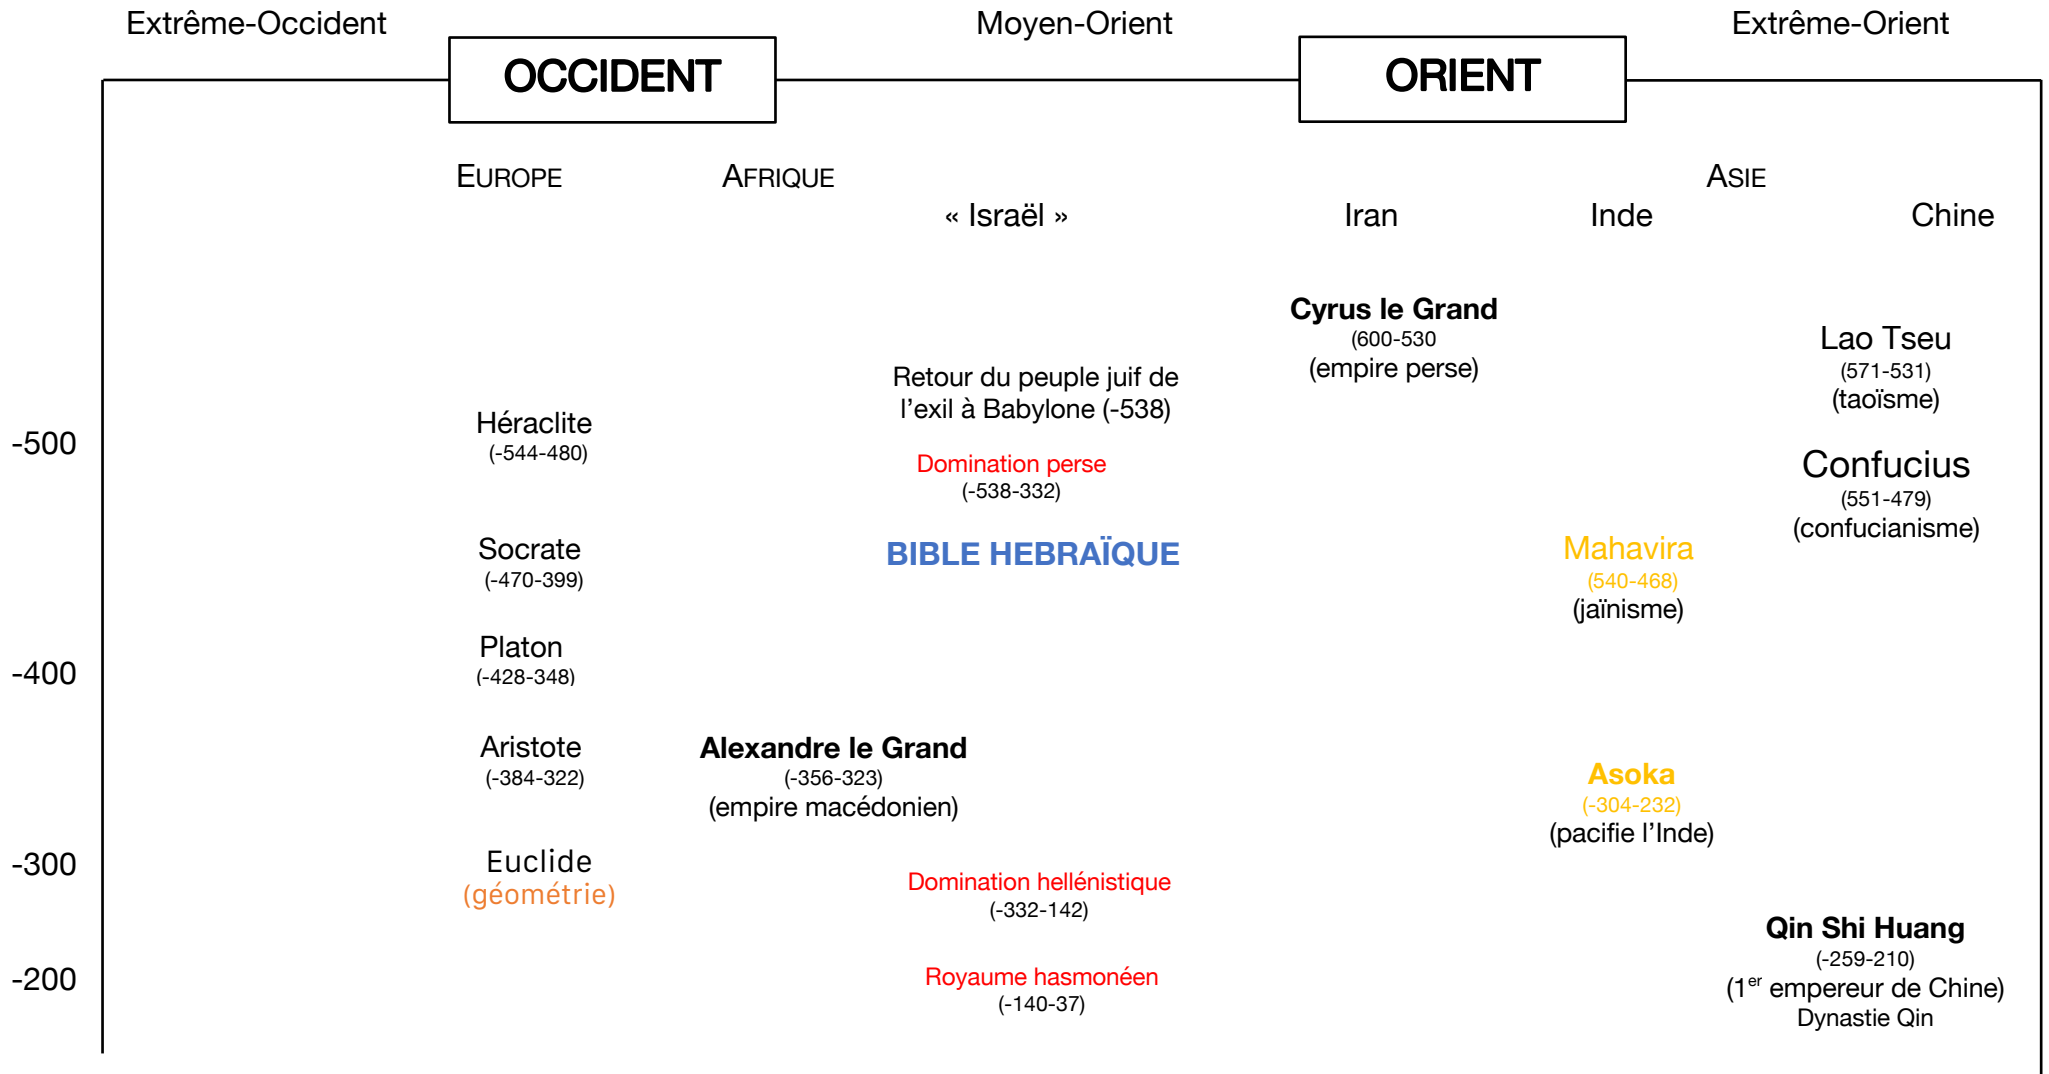 Extrême-Occident
Moyen-Orient
Extrême-Orient
OCCIDENT
ORIENT
EUROPE
AFRIQUE
ASIE
« Israël »
Iran
Inde
Chine
Cyrus le Grand
(600-530
(empire perse)
Lao Tseu
(571-531)
(taoïsme)
Retour du peuple juif de
l'exil à Babylone (-538)
Héraclite
(-544-480)
-500
Domination perse
(-538-332)
Confucius
(551-479)
(confucianisme)
Socrate
(-470-399)
BIBLE HEBRAÏQUE
Mahavira
(540-468)
(jaïnisme)
Platon
(-428-348)
-400
Aristote
(-384-322)
Alexandre le Grand
(-356-323)
(empire macédonien)
Asoka
(-304-232)
(pacifie l'Inde)
-300
Euclide
(géométrie)
Domination hellénistique
(-332-142)
Qin Shi Huang
(-259-210)
(1er empereur de Chine)
Dynastie Qin
-200
Royaume hasmonéen
(-140-37)